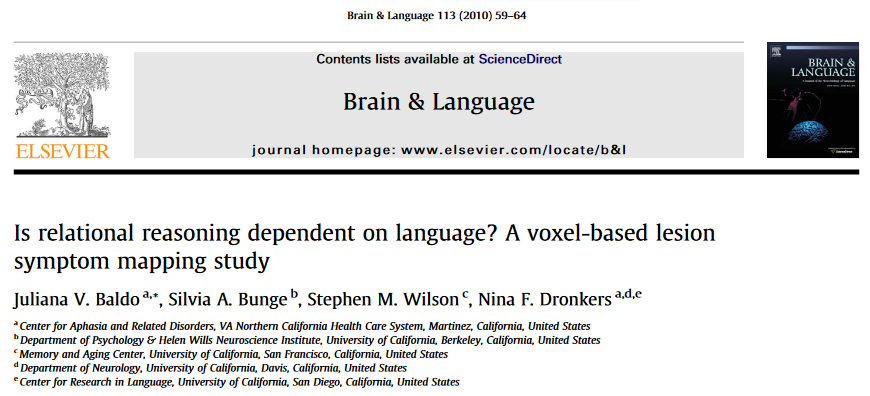 Brain & Language 113 (2010) 59–64
Contents lists available at ScienceDirect
Brain & Language
journal homepage: www.elsevier.com/locate/b&l
ELSEVIER
BRAIN &
LANGUAGE
Is relational reasoning dependent on language? A voxel-based lesion
symptom mapping study
Juliana V. Baldo a,*, Silvia A. Bunge b, Stephen M. Wilson c, Nina F. Dronkers a,d,e
a Center for Aphasia and Related Disorders, VA Northern California Health Care System, Martinez, California, United States
b Department of Psychology & Helen Wills Neuroscience Institute, University of California, Berkeley, California, United States
c Memory and Aging Center, University of California, San Francisco, California, United States
d Department of Neurology, University of California, Davis, California, United States
e Center for Research in Language, University of California, San Diego, California, United States